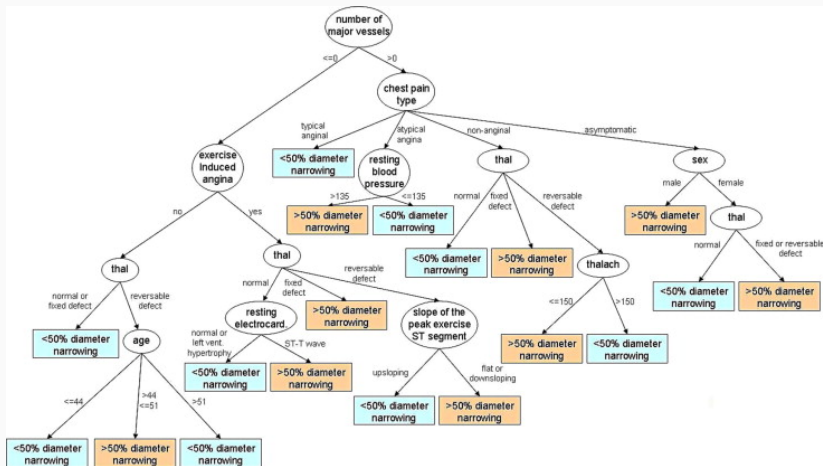 number of
major vessels
<=0
>0
chest pain
type
typical
anginal
atypical
angina
non-anginal
asymptomatic
exercise
induced
angina
<50% diameter
narrowing
resting
blood
pressure
thal
sex
no
yes
>135
<=135
normal
fixed
defect
reversable
defect
male
female
>50% diameter
narrowing
<50% diameter
narrowing
>50% diameter
narrowing
thal
thal
thal
normal or
fixed defect
reversable
defect
normal
fixed
defect
reversable
defect
<50% diameter
narrowing
>50% diameter
narrowing
thalach
normal
fixed or reversable
defect
<50% diameter
narrowing
age
resting
electrocard.
>50% diameter
narrowing
slope of the
peak exercise
ST segment
<=150
>150
<50% diameter
narrowing
>50% diameter
narrowing
normal or
left vent.
hypertrophy
ST-T wave
>50% diameter
narrowing
<50% diameter
narrowing
<50% diameter
narrowing
>50% diameter
narrowing
upsloping
flat or
downsloping
<=44
>44
<=51
>51
<50% diameter
narrowing
>50% diameter
narrowing
<50% diameter
narrowing
>50% diameter
narrowing
<50% diameter
narrowing